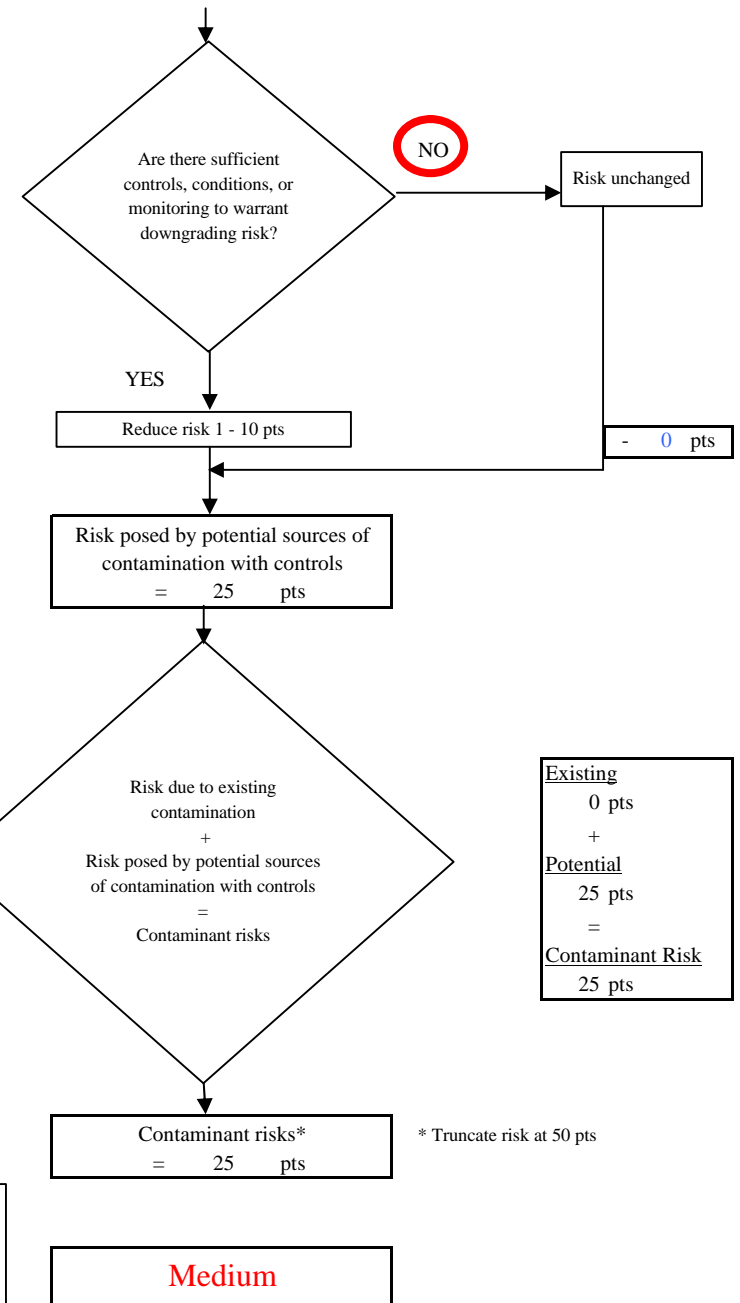 Are there sufficient
controls, conditions, or
monitoring to warrant
downgrading risk?
NO
Risk unchanged
YES
Reduce risk 1 - 10 pts
- 0 pts
Risk posed by potential sources of
contamination with controls
= 25 pts
Risk due to existing
contamination
+
Risk posed by potential sources
of contamination with controls
=
Contaminant risks
Existing
0 pts
+
Potential
25 pts
=
Contaminant Risk
25 pts
Contaminant risks*
= 25 pts
* Truncate risk at 50 pts
Medium